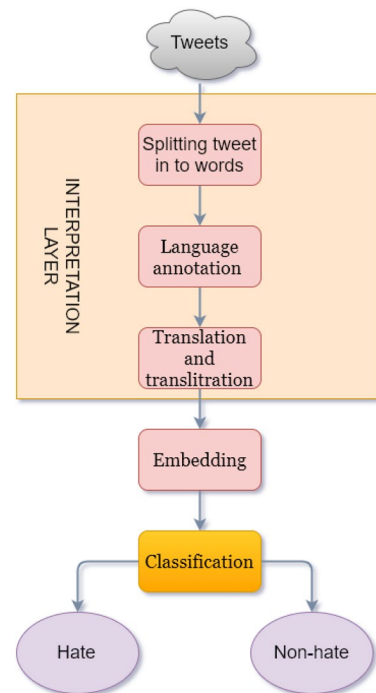 Tweets
Splitting tweet
in to words
INTERPRETATION
LAYER
Language
annotation
Translation
and
translitration
Embedding
Classification
Hate
Non-hate